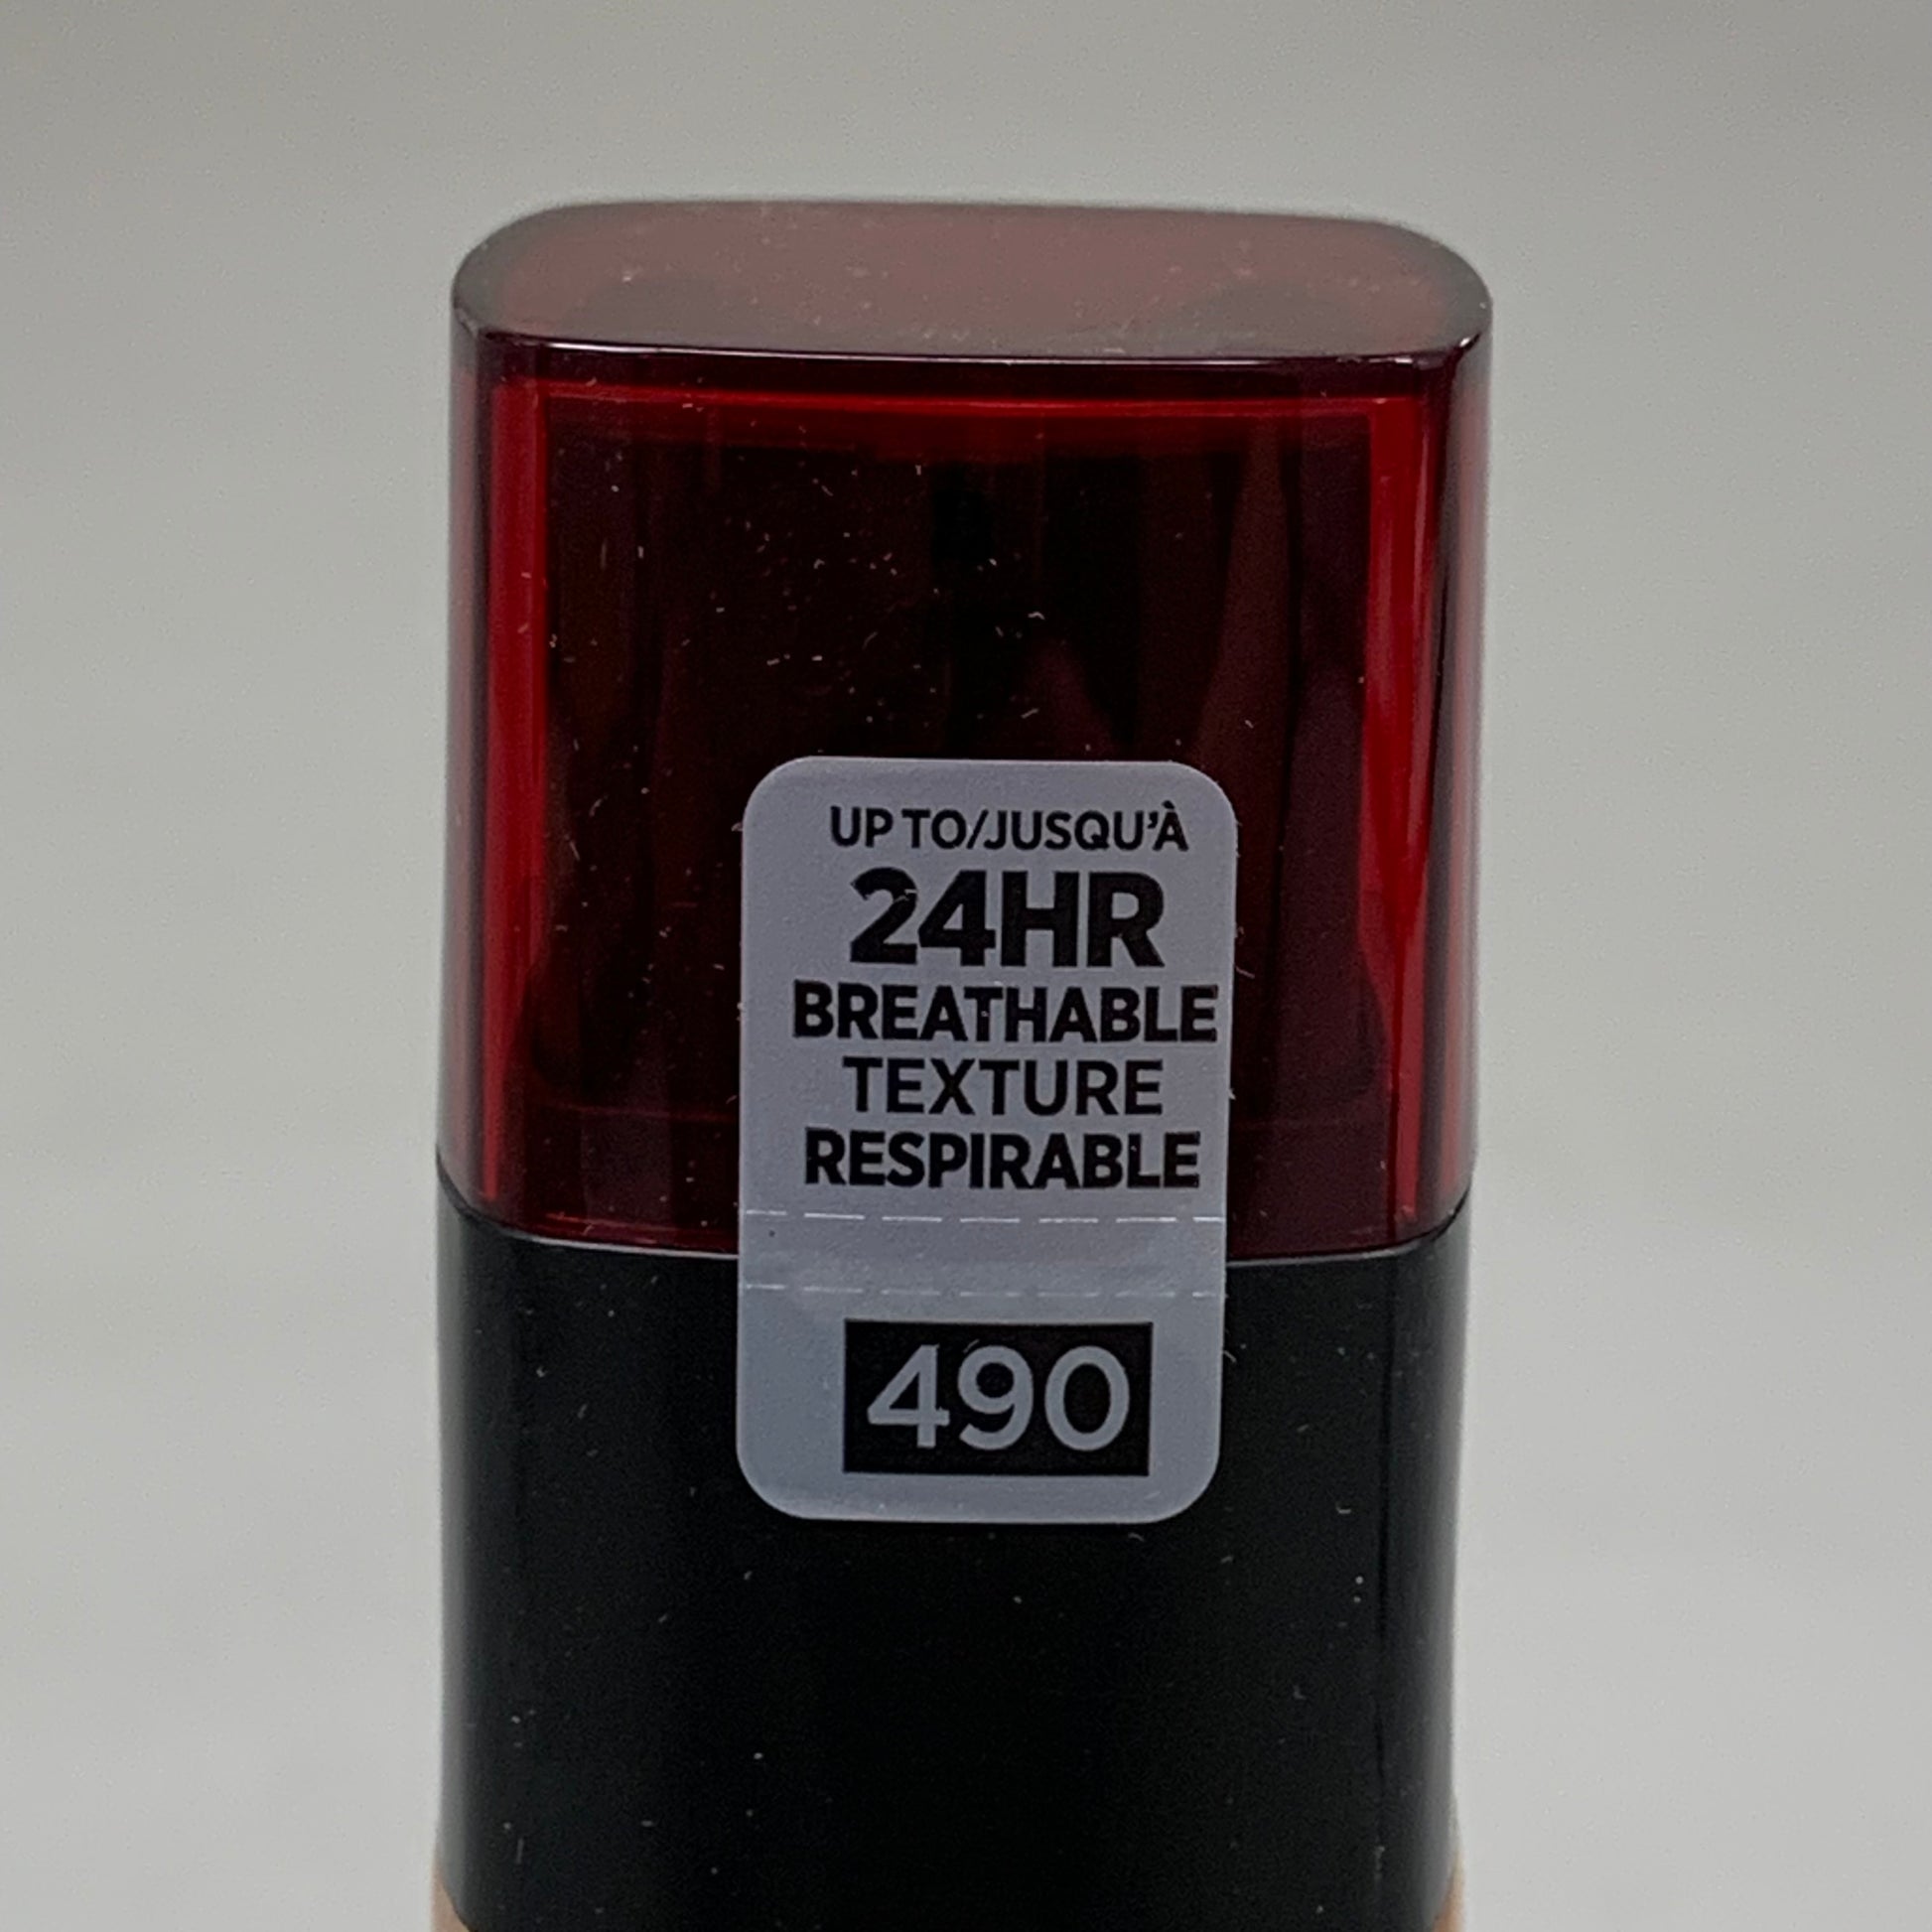 UP TO/JUSQU'À
24HR
BREATHABLE
TEXTURE
RESPIRABLE
490